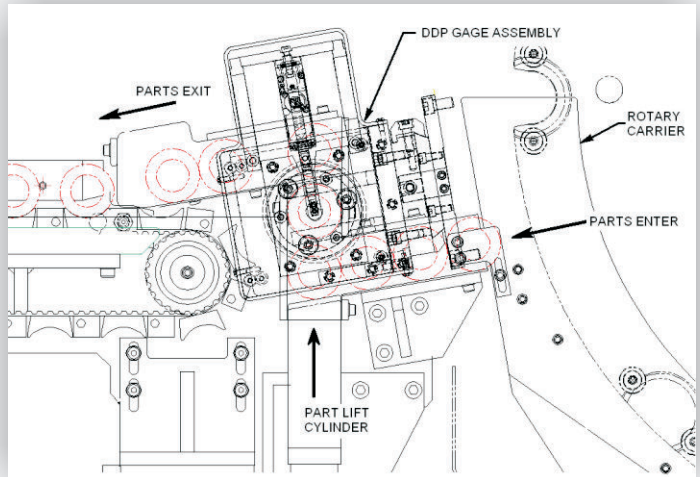 DDP GAGE ASSEMBLY
PARTS EXIT
ROTARY
CARRIER
PARTS ENTER
PART LIFT
CYLINDER